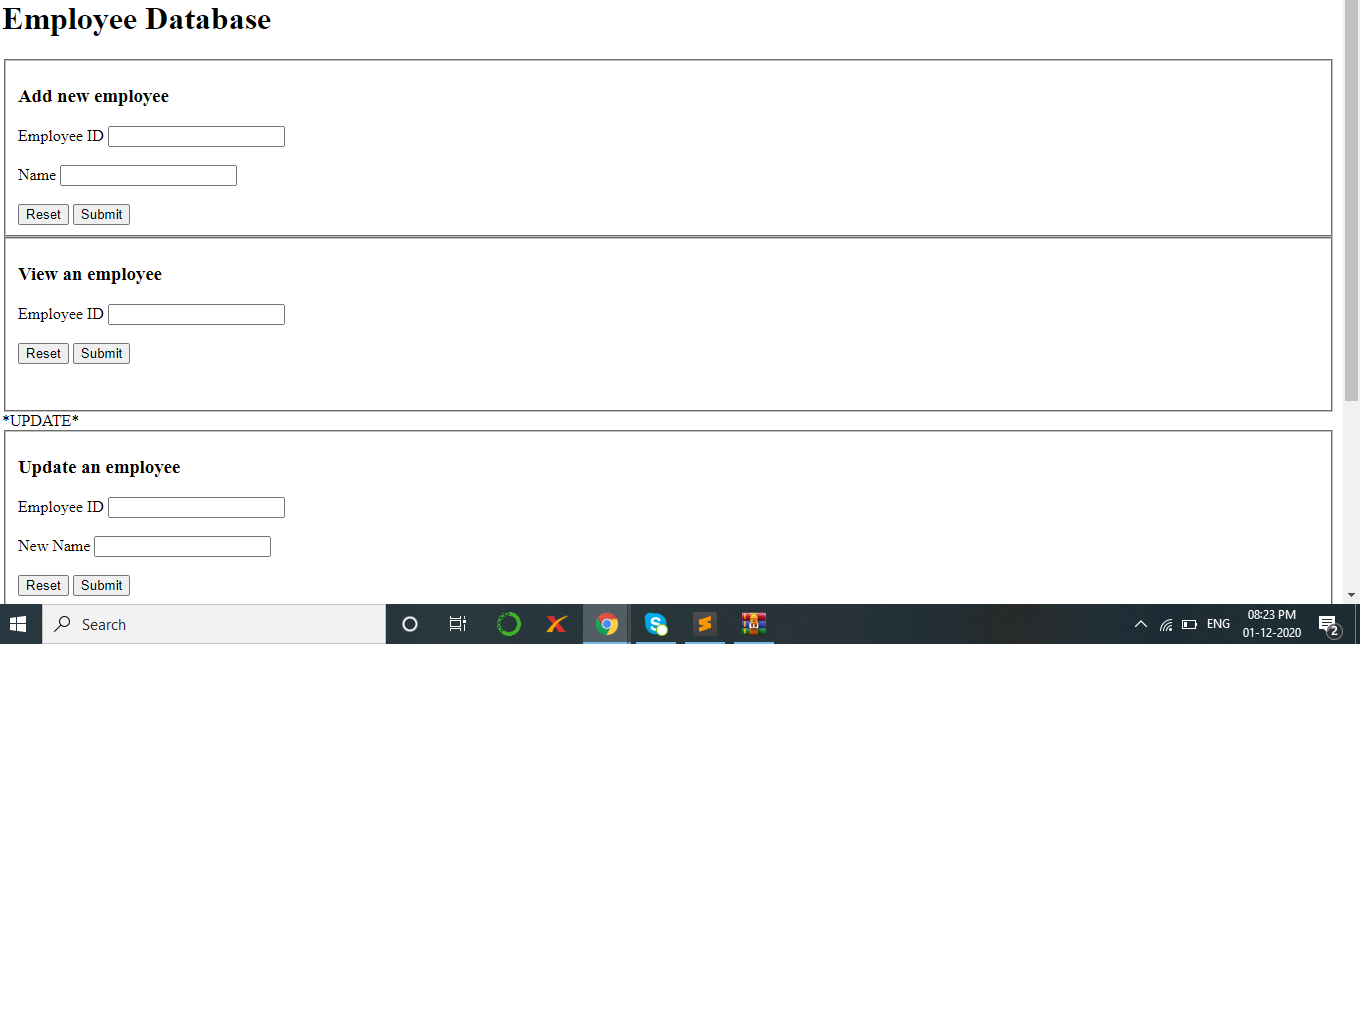 Employee Database
Add new employee
Employee ID
Name
Reset Submit
View an employee
Employee ID
Reset Submit
*UPDATE*
Update an employee
Employee ID
New Name
Reset Submit
Search
ENG
08:23 PM
01-12-2020
2